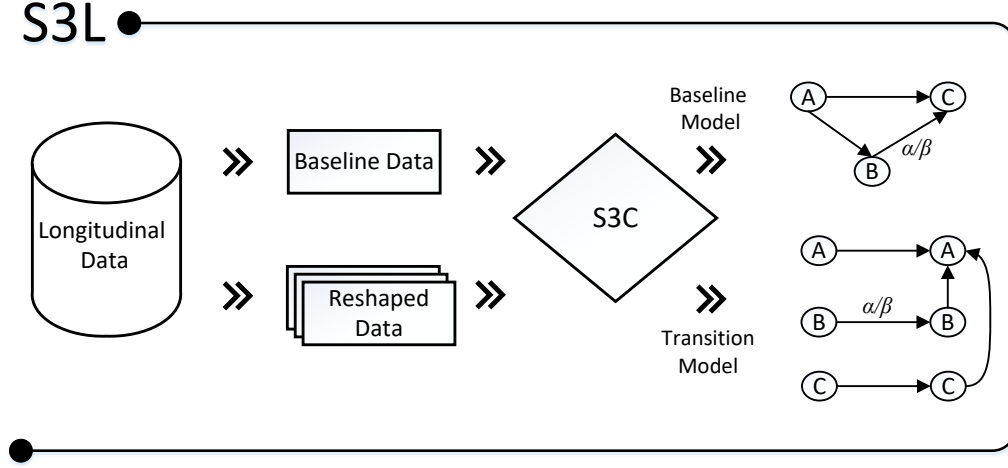 S3L
Longitudinal
Data
Baseline Data
Reshaped
Data
S3C
Baseline
Model
A
C
B
α/β
Transition
Model
A
A
B
α/β
B
C
C